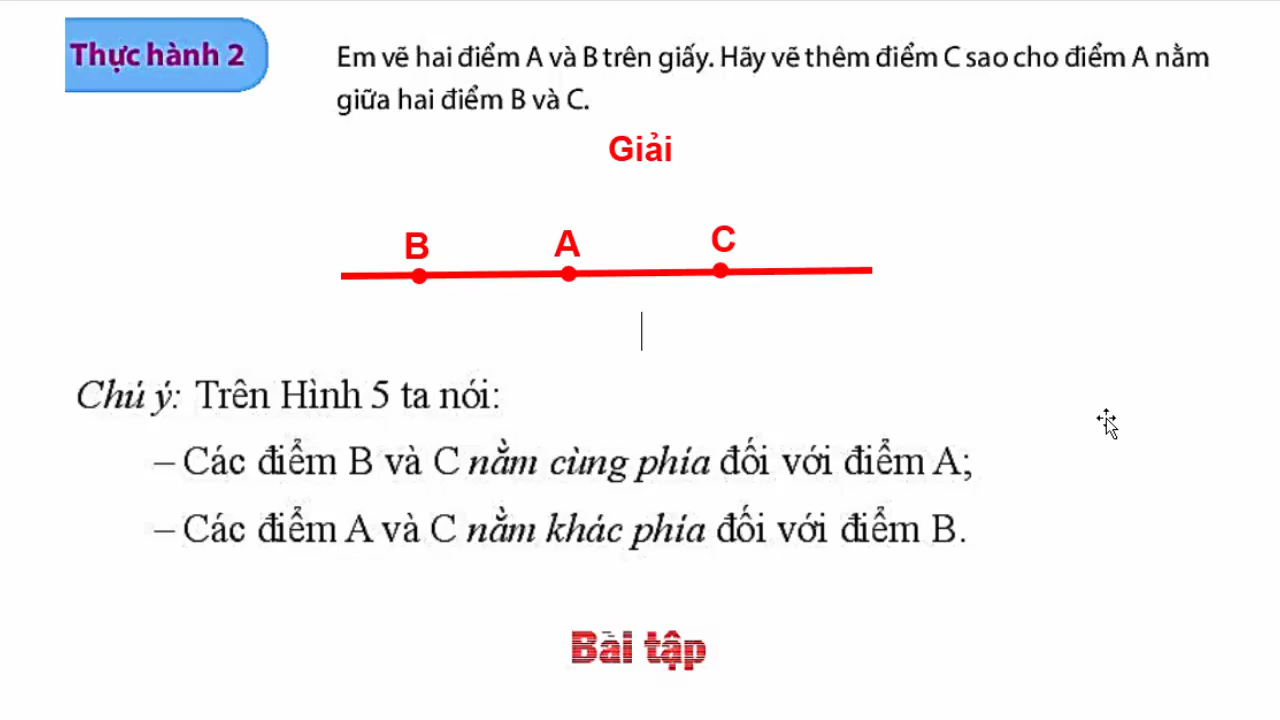 Thực hành 2
Em vẽ hai điểm A và B trên giấy. Hãy vẽ thêm điểm C sao cho điểm A nằm
giữa hai điểm B và C.
Giải
B A C
Chú ý: Trên Hình 5 ta nói:
– Các điểm B và C nằm cùng phía đối với điểm A;
– Các điểm A và C nằm khác phía đối với điểm B.
Bài tập